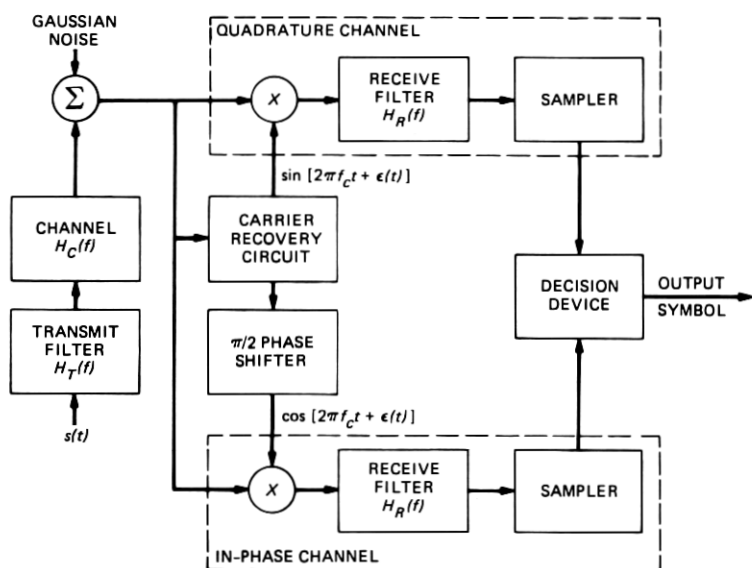 GAUSSIAN
NOISE
Σ
QUADRATURE CHANNEL
X
RECEIVE
FILTER
H_R(f)
SAMPLER
sin [2πf_Ct + ϵ(t)]
CHANNEL
H_C(f)
CARRIER
RECOVERY
CIRCUIT
DECISION
DEVICE
OUTPUT
SYMBOL
TRANSMIT
FILTER
H_T(f)
π/2 PHASE
SHIFTER
s(t)
cos [2πf_Ct + ϵ(t)]
X
RECEIVE
FILTER
H_R(f)
SAMPLER
IN-PHASE CHANNEL